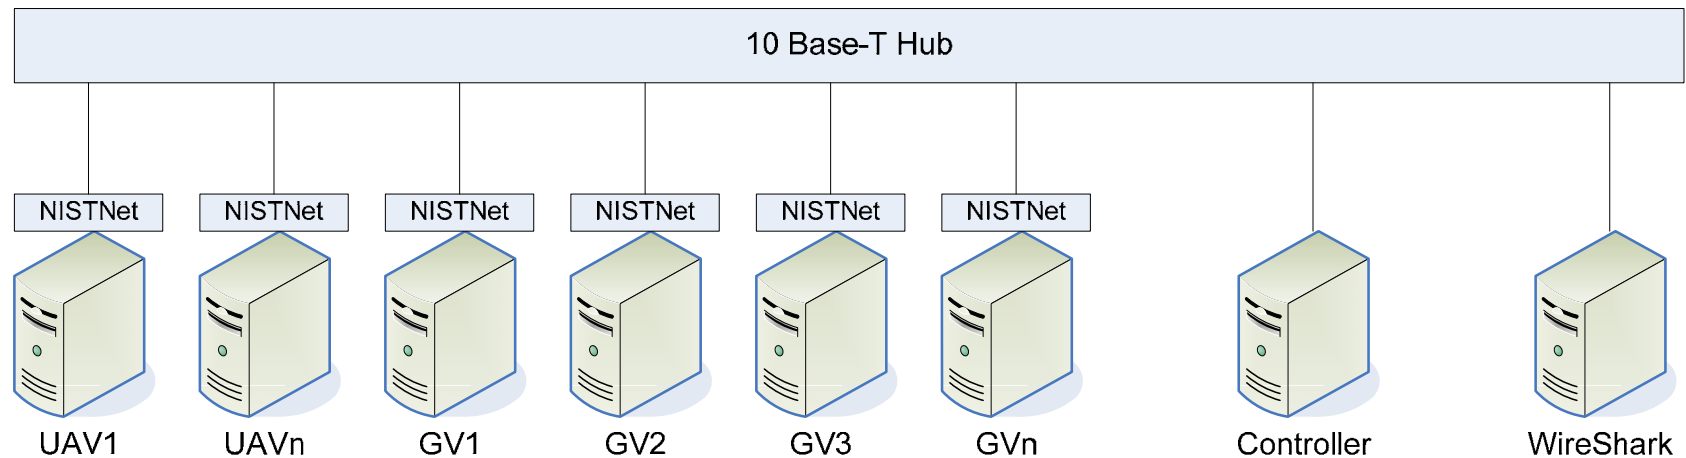 10 Base-T Hub
NISTNet NISTNet NISTNet NISTNet NISTNet NISTNet
UAV1 UAVn GV1 GV2 GV3 GVn Controller WireShark